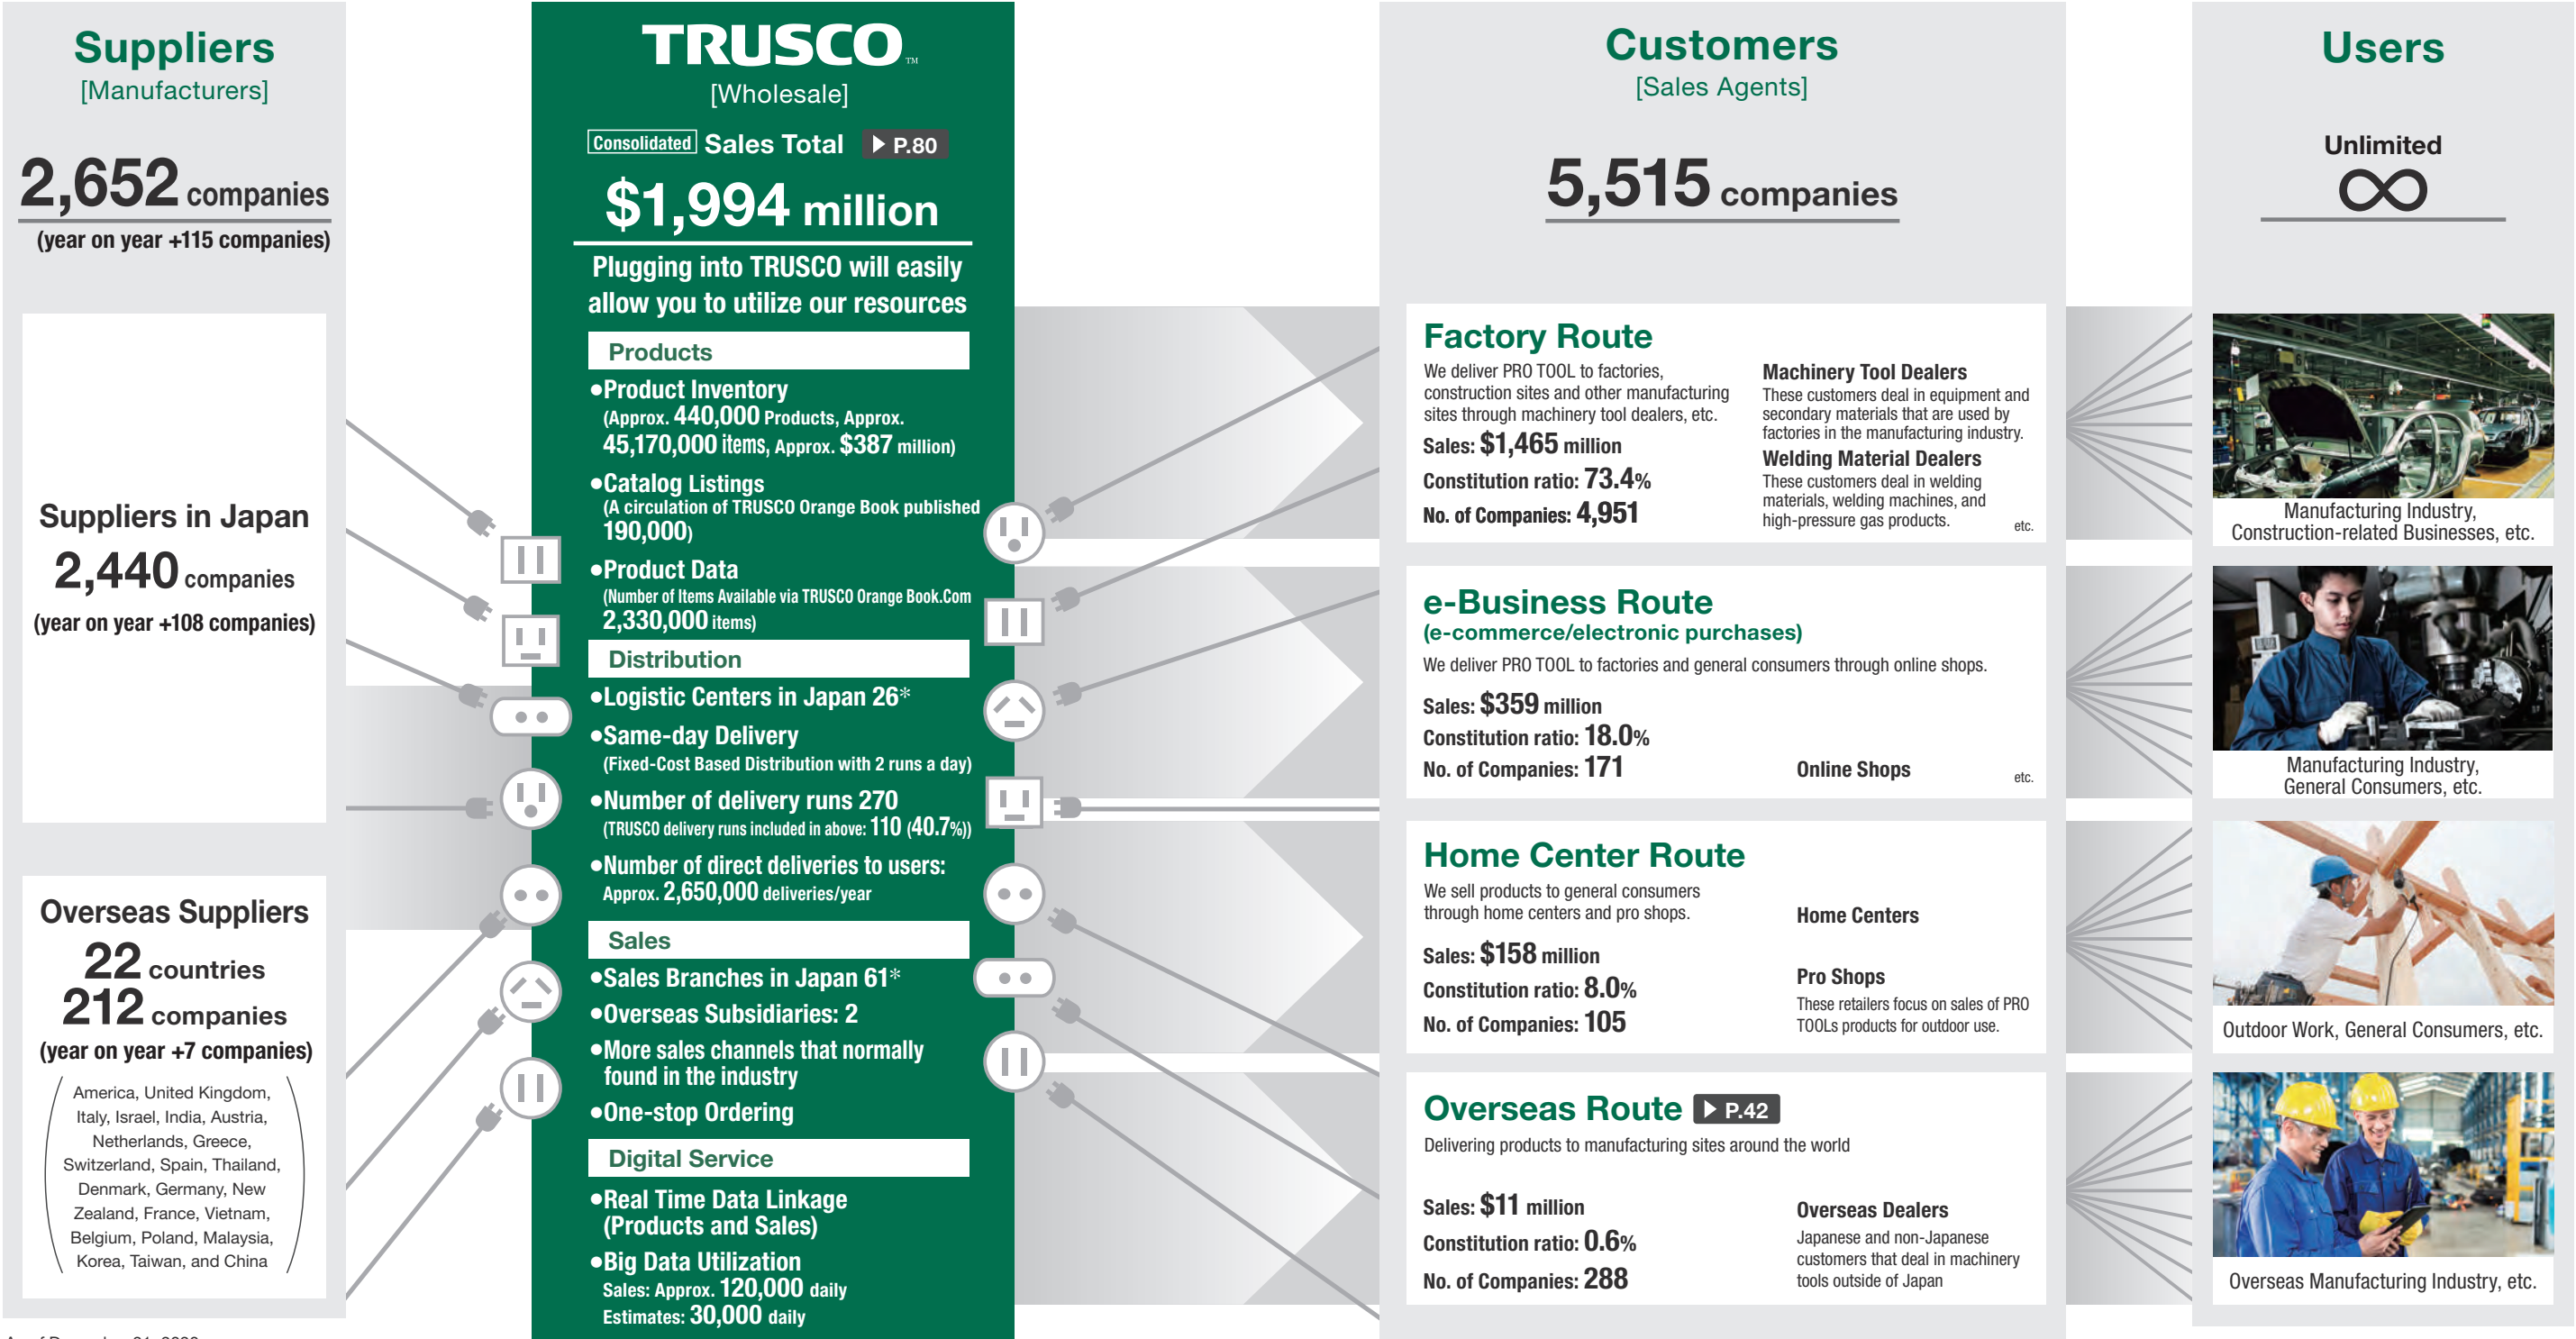 Suppliers
[Manufacturers]
2,652 companies
(year on year +115 companies)
Suppliers in Japan
2,440 companies
(year on year +108 companies)
Overseas Suppliers
22 countries
212 companies
(year on year +7 companies)
America, United Kingdom,
Italy, Israel, India, Austria,
Netherlands, Greece,
Switzerland, Spain, Thailand,
Denmark, Germany, New
Zealand, France, Vietnam,
Belgium, Poland, Malaysia,
Korea, Taiwan, and China
TRUSCO™
[Wholesale]
Consolidated Sales Total ▶ P.80
$1,994 million
Plugging into TRUSCO will easily
allow you to utilize our resources
Products
●Product Inventory
(Approx. 440,000 Products, Approx.
45,170,000 items, Approx. $387 million)
●Catalog Listings
(A circulation of TRUSCO Orange Book published
190,000)
●Product Data
(Number of Items Available via TRUSCO Orange Book.Com
2,330,000 items)
Distribution
●Logistic Centers in Japan 26*
●Same-day Delivery
(Fixed-Cost Based Distribution with 2 runs a day)
●Number of delivery runs 270
(TRUSCO delivery runs included in above: 110 (40.7%))
●Number of direct deliveries to users:
Approx. 2,650,000 deliveries/year
Sales
●Sales Branches in Japan 61*
●Overseas Subsidiaries: 2
●More sales channels that normally
found in the industry
●One-stop Ordering
Digital Service
●Real Time Data Linkage
(Products and Sales)
●Big Data Utilization
Sales: Approx. 120,000 daily
Estimates: 30,000 daily
Customers
[Sales Agents]
5,515 companies
Factory Route
We deliver PRO TOOL to factories,
construction sites and other manufacturing
sites through machinery tool dealers, etc.
Sales: $1,465 million
Constitution ratio: 73.4%
No. of Companies: 4,951
Machinery Tool Dealers
These customers deal in equipment and
secondary materials that are used by
factories in the manufacturing industry.
Welding Material Dealers
These customers deal in welding
materials, welding machines, and
high-pressure gas products.
etc.
e-Business Route
(e-commerce/electronic purchases)
We deliver PRO TOOL to factories and general consumers through online shops.
Sales: $359 million
Constitution ratio: 18.0%
No. of Companies: 171
Online Shops
etc.
Home Center Route
We sell products to general consumers
through home centers and pro shops.
Sales: $158 million
Constitution ratio: 8.0%
No. of Companies: 105
Home Centers
Pro Shops
These retailers focus on sales of PRO
TOOLs products for outdoor use.
Overseas Route ▶ P.42
Delivering products to manufacturing sites around the world
Sales: $11 million
Constitution ratio: 0.6%
No. of Companies: 288
Overseas Dealers
Japanese and non-Japanese
customers that deal in machinery
tools outside of Japan
Users
Unlimited
∞
Manufacturing Industry,
Construction-related Businesses, etc.
Manufacturing Industry,
General Consumers, etc.
Outdoor Work, General Consumers, etc.
Overseas Manufacturing Industry, etc.